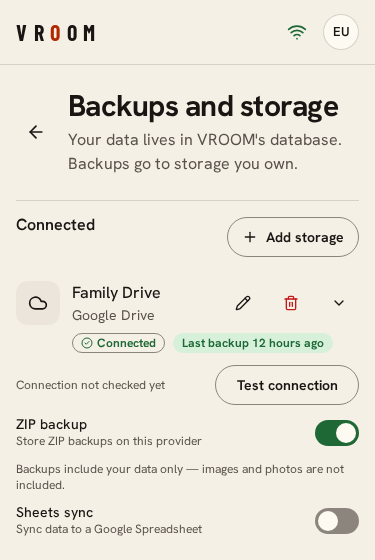 VROOM
EU
Backups and storage
Your data lives in VROOM's database.
Backups go to storage you own.
Connected
Add storage
Family Drive
Google Drive
Connected
Last backup 12 hours ago
Connection not checked yet
Test connection
ZIP backup
Store ZIP backups on this provider
Backups include your data only — images and photos are not
included.
Sheets sync
Sync data to a Google Spreadsheet